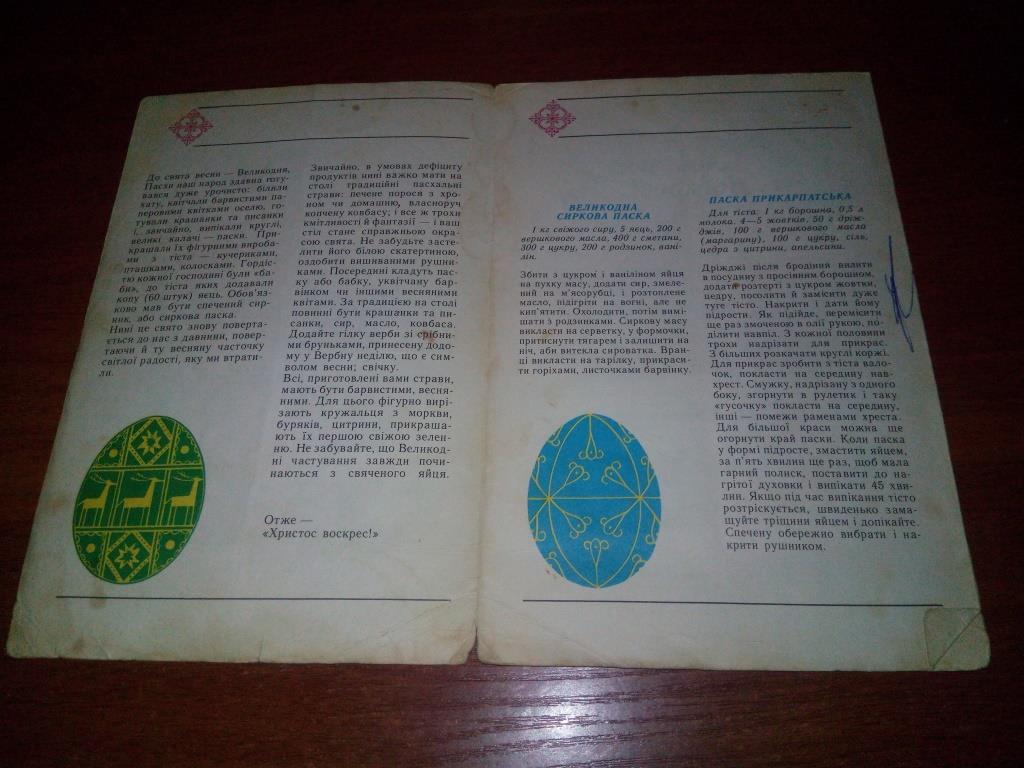 До свята весни — Великодня,
Пасхи наш народ здавна готу-
вався дуже урочисто: білили
хату, квітчали барвистими па-
перовими квітками оселю, го-
тували крашанки та писанки
і, звичайно, випікали круглі,
великі калачі — паски. При-
крашали їх фігурними вироба-
ми з тіста — кучериками,
пташками, колосками. Гордіс-
тю кожної господині були «ба-
би», до тіста яких додавали
копу (60 штук) яєць. Обов'яз-
ково мав бути спечений сир-
ник, або сиркова паска.
Нині це свято знову поверта-
ється до нас з давнини, повер-
таючи й ту весняну часточку
світлої радості, яку ми втрати-
ли.
Звичайно, в умовах дефіциту
продуктів нині важко мати на
столі традиційні пасхальні
страви: печене порося з хро-
ном чи домашню, власноруч
копчену ковбасу; і все ж трохи
кмітливості й фантазії — і ваш
стіл стане справжньою окра-
сою свята. Не забудьте засте-
лити його білою скатертиною,
оздобити вишиваними рушни-
ками. Посередині кладуть пас-
ку або бабку, уквітчану бар-
вінком чи іншими весняними
квітами. За традицією на столі
повинні бути крашанки та пи-
санки, сир, масло, ковбаса.
Додайте гілку верби зі срібни-
ми бруньками, принесену додо-
му у Вербну неділю, що є сим-
волом весни; свічку.
Всі, приготовлені вами страви,
мають бути барвистими, весня-
ними. Для цього фігурно вирі-
зають кружальця з моркви,
буряків, цитрини, прикраша-
ють їх першою свіжою зелен-
ню. Не забувайте, що Великод-
ні частування завжди почи-
наються з свяченого яйця.
Отже —
«Христос воскрес!»
ВЕЛИКОДНА
СИРКОВА ПАСКА
1 кг свіжого сиру, 5 яєць, 200 г
вершкового масла, 400 г сметани,
300 г цукру, 200 г родзинок, вані-
лін.
Збити з цукром і ваніліном яйця
на пухку масу, додати сир, змеле-
ний на м'ясорубці, і розтоплене
масло, підігріти на вогні, але не
кип'ятити. Охолодити, потім вимі-
шати з родзинками. Сиркову масу
викласти на серветку, у формочки,
притиснути тягарем і залишити на
ніч, аби витекла сироватка. Вран-
ці викласти на тарілку, прикраси-
ти горіхами, листочками барвінку.
ПАСКА ПРИКАРПАТСЬКА
Для тіста: 1 кг борошна, 0,5 л
молока, 4—5 жовтків, 50 г дріж-
джів, 100 г вершкового масла
(маргарину), 100 г цукру, сіль,
цедра з цитрини, апельсини.
Дріжджі після бродіння вилити
в посудину з просіяним борошном,
додати розтерті з цукром жовтки,
цедру, посолити й замісити дуже
туге тісто. Накрити і дати йому
підрости. Як підійде, перемісити
ще раз змоченою в олії рукою, по-
ділити навпіл. З кожної половини
трохи надрізати для прикрас.
З більших розкачати круглі коржі.
Для прикрас зробити з тіста вало-
чок, покласти на середину нав-
хрест. Смужку, надрізану з одного
боку, згорнути в рулетик і таку
«гусочку» покласти на середину,
інші — помежи раменами хреста.
Для більшої краси можна ще
огорнути край паски. Коли паска
у формі підросте, змастити яйцем,
за п'ять хвилин ще раз, щоб мала
гарний полиск, поставити до на-
грітої духовки і випікати 45 хви-
лин. Якщо під час випікання тісто
розтріскується, швиденько зама-
щуйте тріщини яйцем і допікайте.
Спечену обережно вибрати і на-
крити рушником.